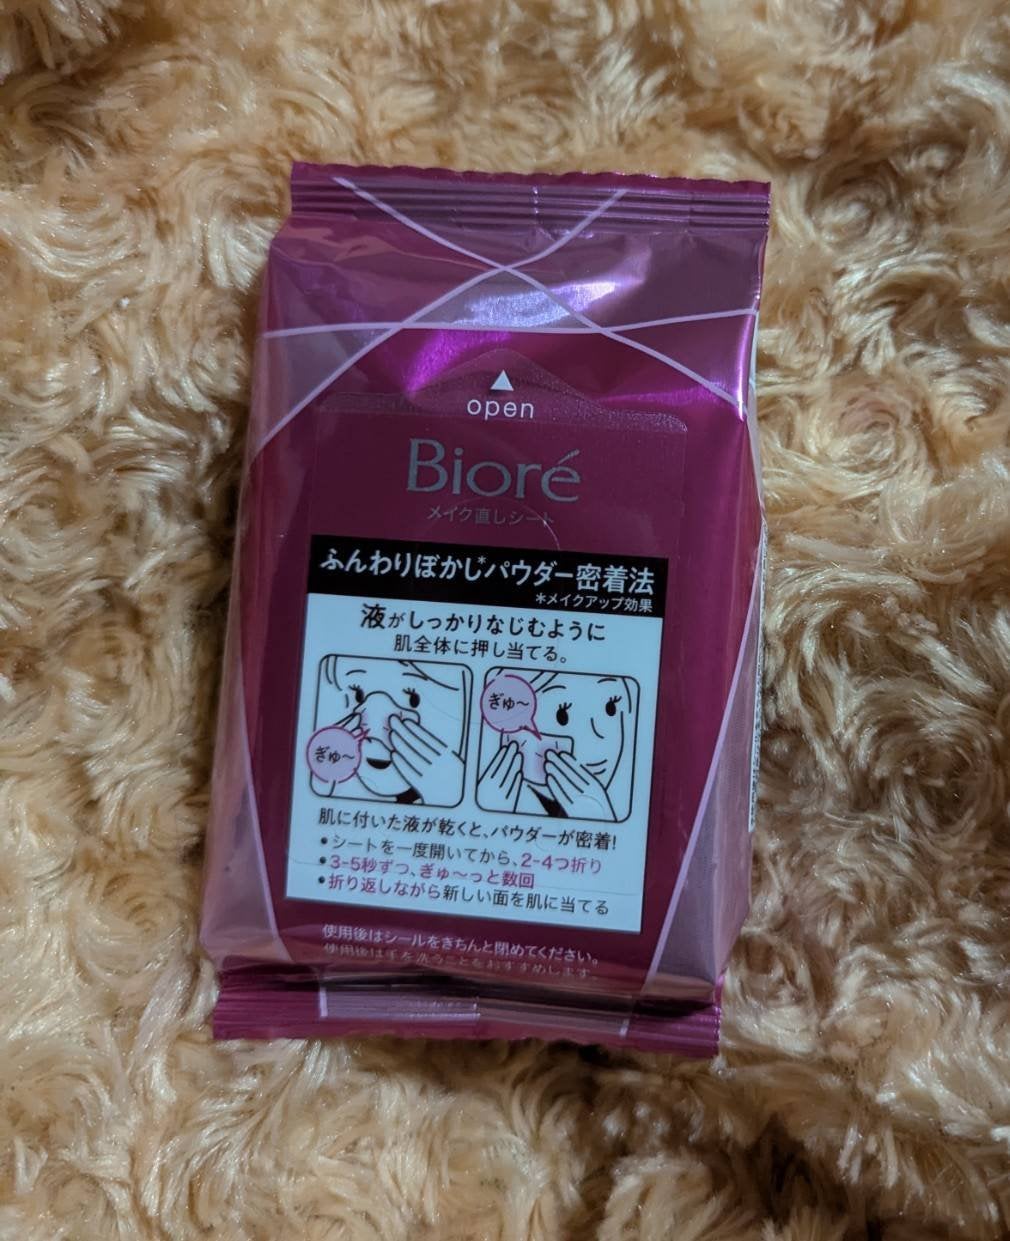 open
Bioré
メイク直しシート
ふんわりぼかし*パウダー密着法
*メイクアップ効果
液がしっかりなじむように
肌全体に押し当てる。
ぎゅ〜
ぎゅ〜
肌に付いた液が乾くと、パウダーが密着!
•シートを一度開いてから、2-4つ折り
•3-5秒ずつ、ぎゅ〜っと数回
•折り返しながら新しい面を肌に当てる
使用後はシールをきちんと閉めてください。
使用後は手を洗うことをおすすめします。